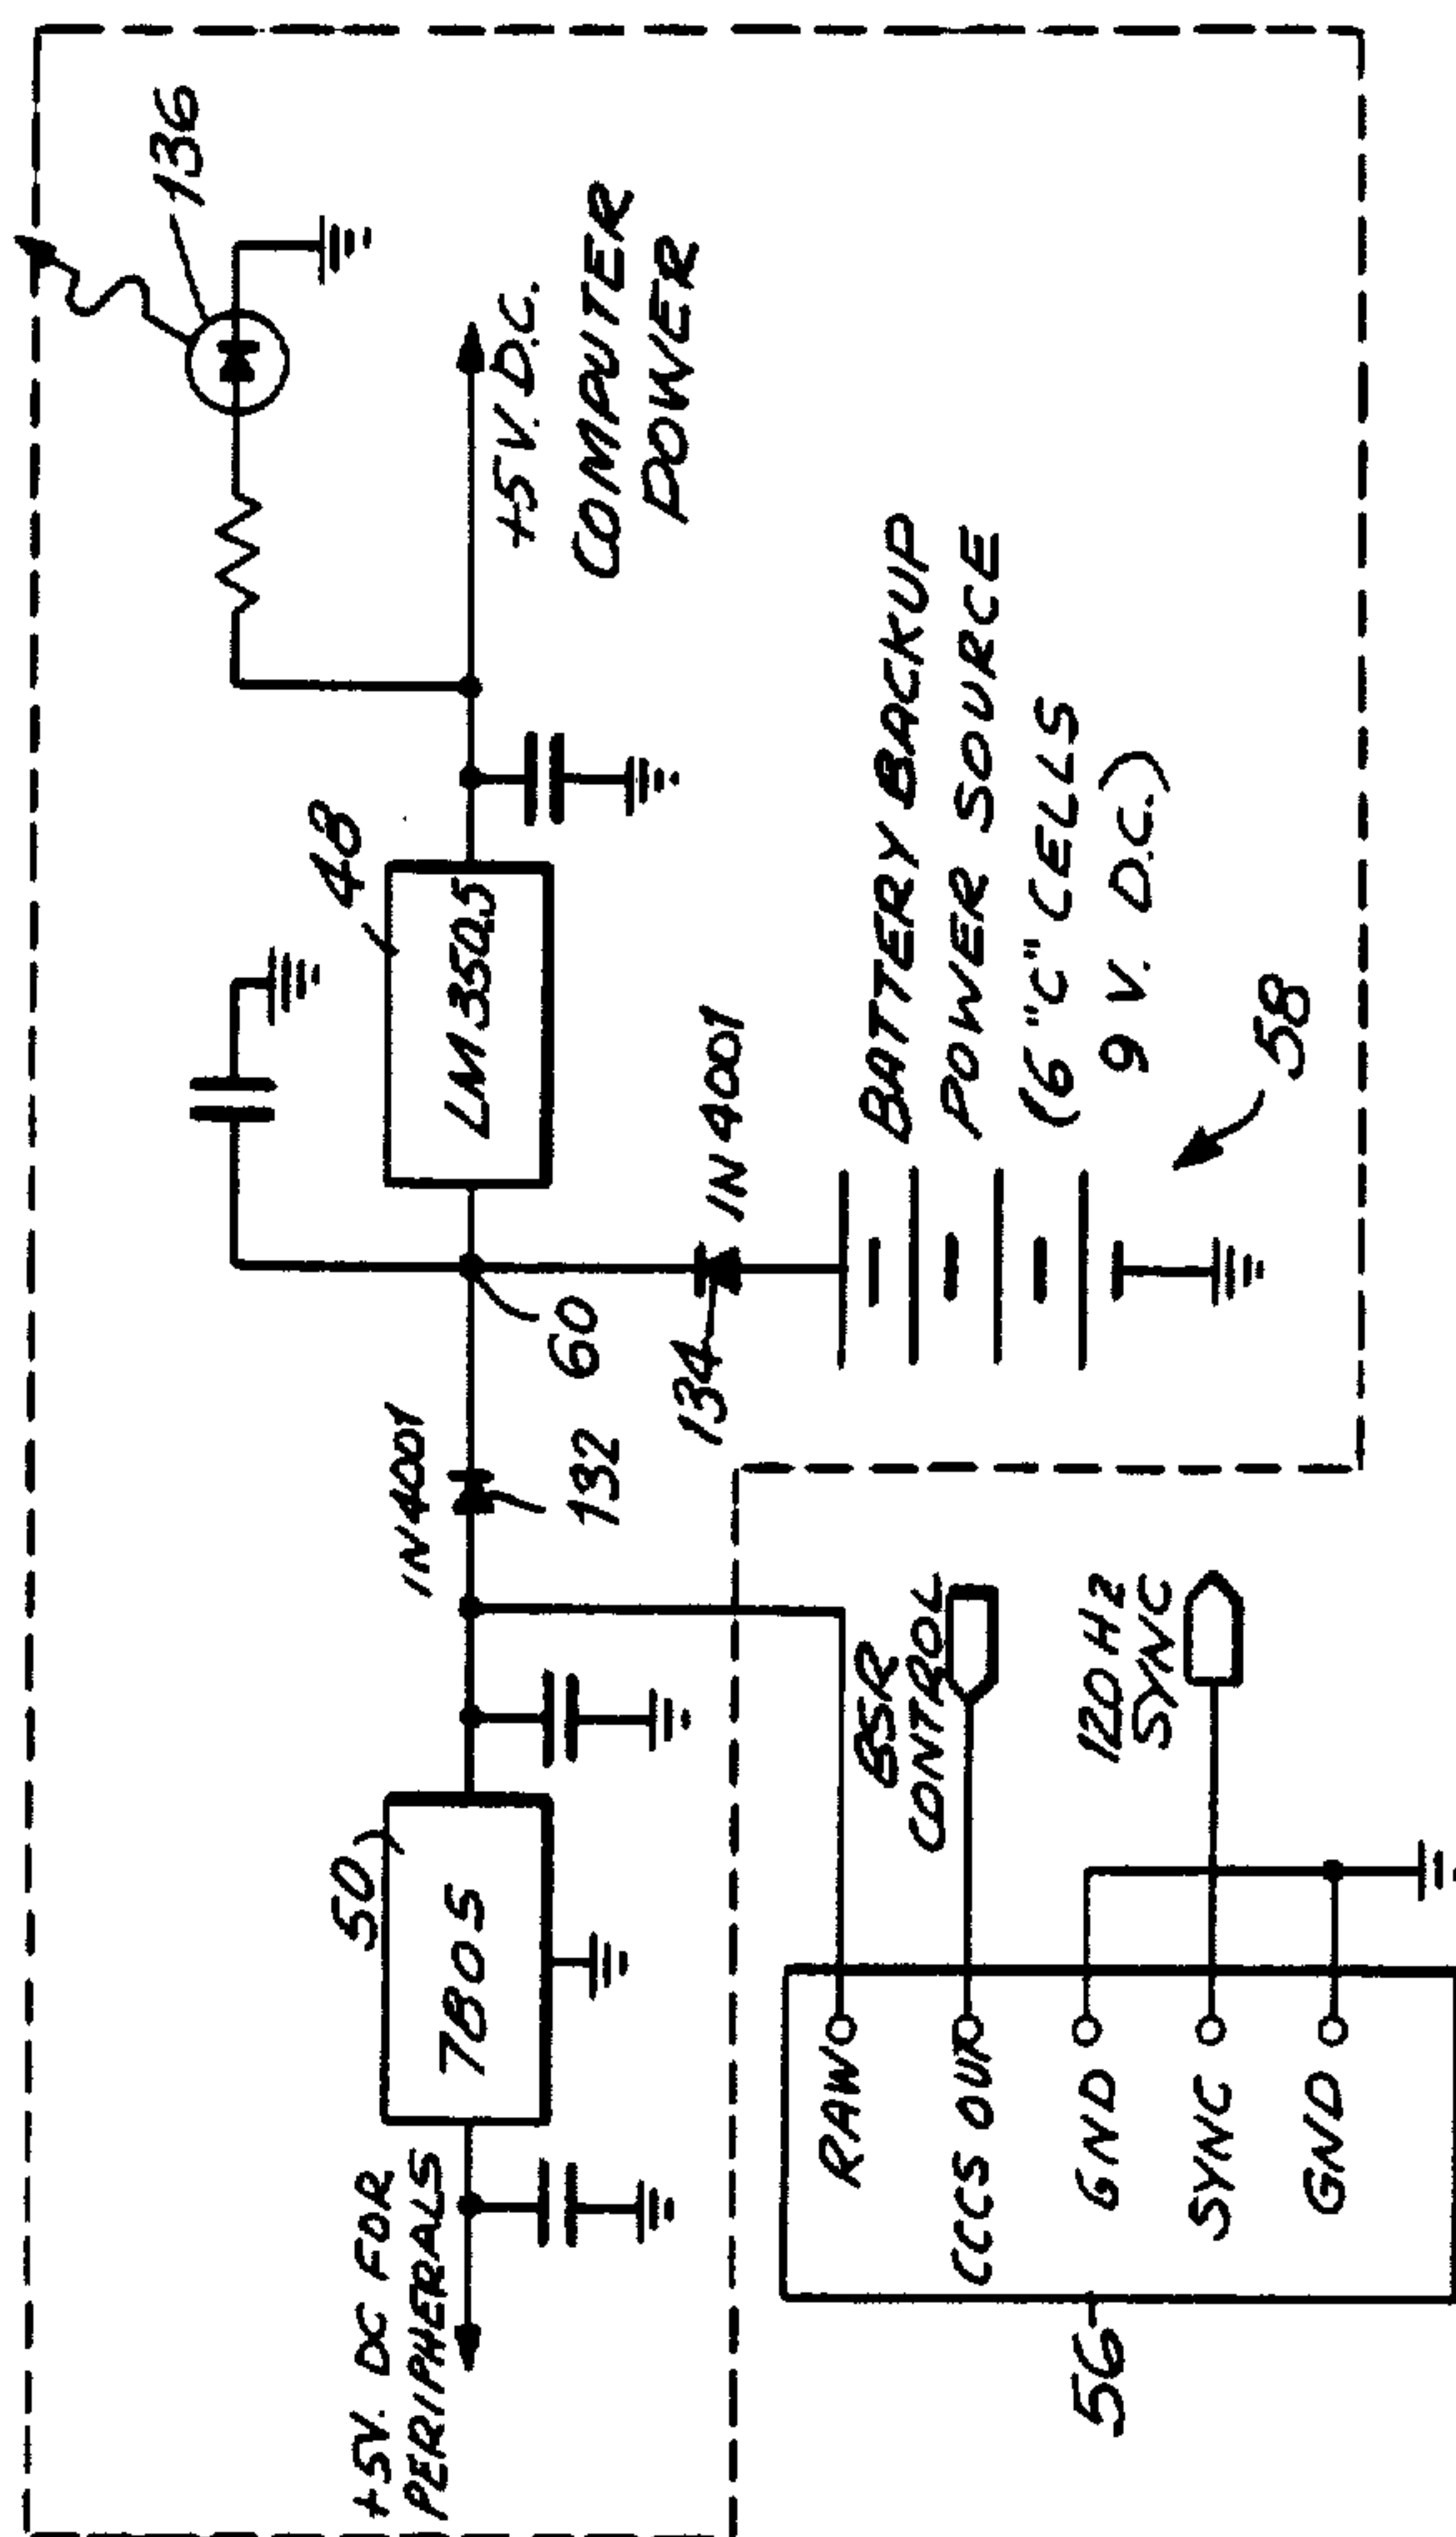 136
+5V. D.C.
COMPUTER
POWER
48
LM350.5
IN4001
BATTERY BACKUP
POWER SOURCE
(6 "C" CELLS
9 V. D.C.)
58
IN4001
132
60
134
50
7805
+5V. DC FOR
PERIPHERALS
BSR
CONTROL
120 Hz
SYNC
RAW
CCCS OUR
GND
SYNC
GND
56